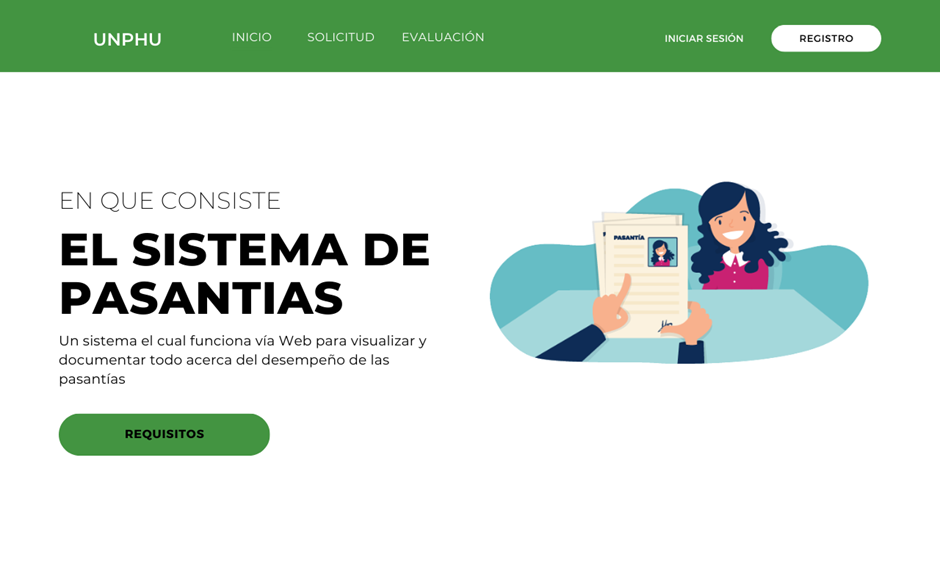 UNPHU
INICIO
SOLICITUD
EVALUACIÓN
INICIAR SESIÓN
REGISTRO
EN QUE CONSISTE
EL SISTEMA DE
PASANTIAS
Un sistema el cual funciona vía Web para visualizar y
documentar todo acerca del desempeño de las
pasantías
REQUISITOS
PASANTÍA